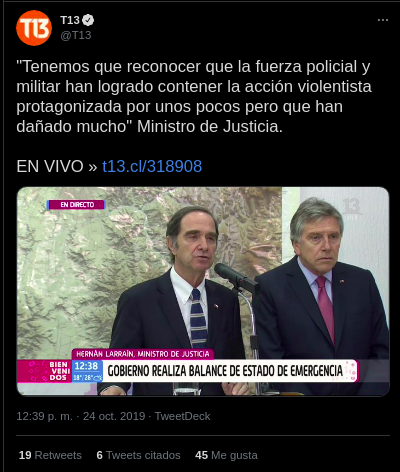 T13
T13
@T13
"Tenemos que reconocer que la fuerza policial y
militar han logrado contener la acción violentista
protagonizada por unos pocos pero que han
dañado mucho" Ministro de Justicia.
EN VIVO » t13.cl/318908
EN DIRECTO
13
HERNÁN LARRAÍN, MINISTRO DE JUSTICIA
BIEN
VENI
DOS
12:38
18° /28°
GOBIERNO REALIZA BALANCE DE ESTADO DE EMERGENCIA
12:39 p. m. · 24 oct. 2019 · TweetDeck
19 Retweets 6 Tweets citados 45 Me gusta